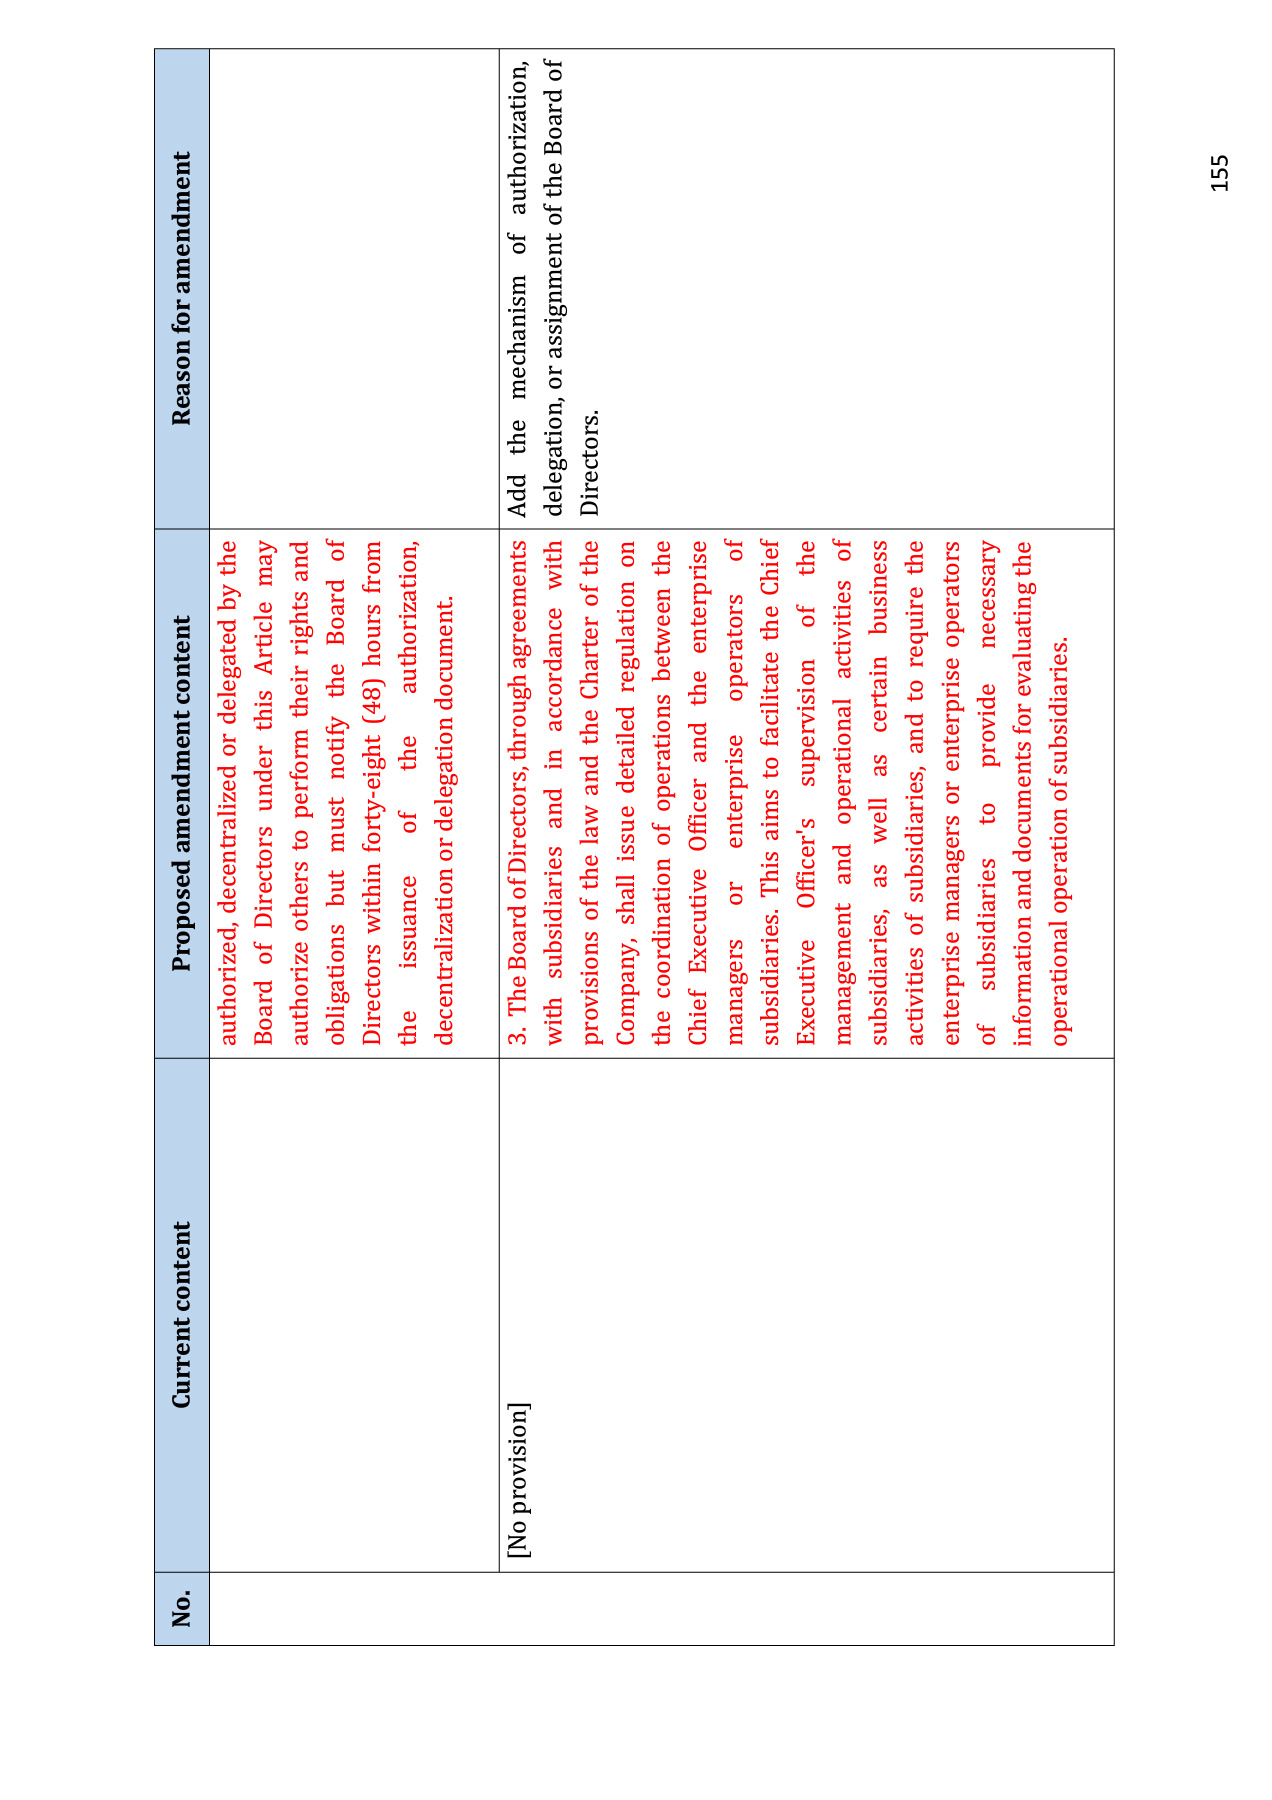 No.
Current content
Proposed amendment content
Reason for amendment
authorized, decentralized or delegated by the
Board of Directors under this Article may
authorize others to perform their rights and
obligations but must notify the Board of
Directors within forty-eight (48) hours from
the issuance of the authorization,
decentralization or delegation document.
[No provision]
3. The Board of Directors, through agreements
with subsidiaries and in accordance with
provisions of the law and the Charter of the
Company, shall issue detailed regulation on
the coordination of operations between the
Chief Executive Officer and the enterprise
managers or enterprise operators of
subsidiaries. This aims to facilitate the Chief
Executive Officer's supervision of the
management and operational activities of
subsidiaries, as well as certain business
activities of subsidiaries, and to require the
enterprise managers or enterprise operators
of subsidiaries to provide necessary
information and documents for evaluating the
operational operation of subsidiaries.
Add the mechanism of authorization,
delegation, or assignment of the Board of
Directors.
155